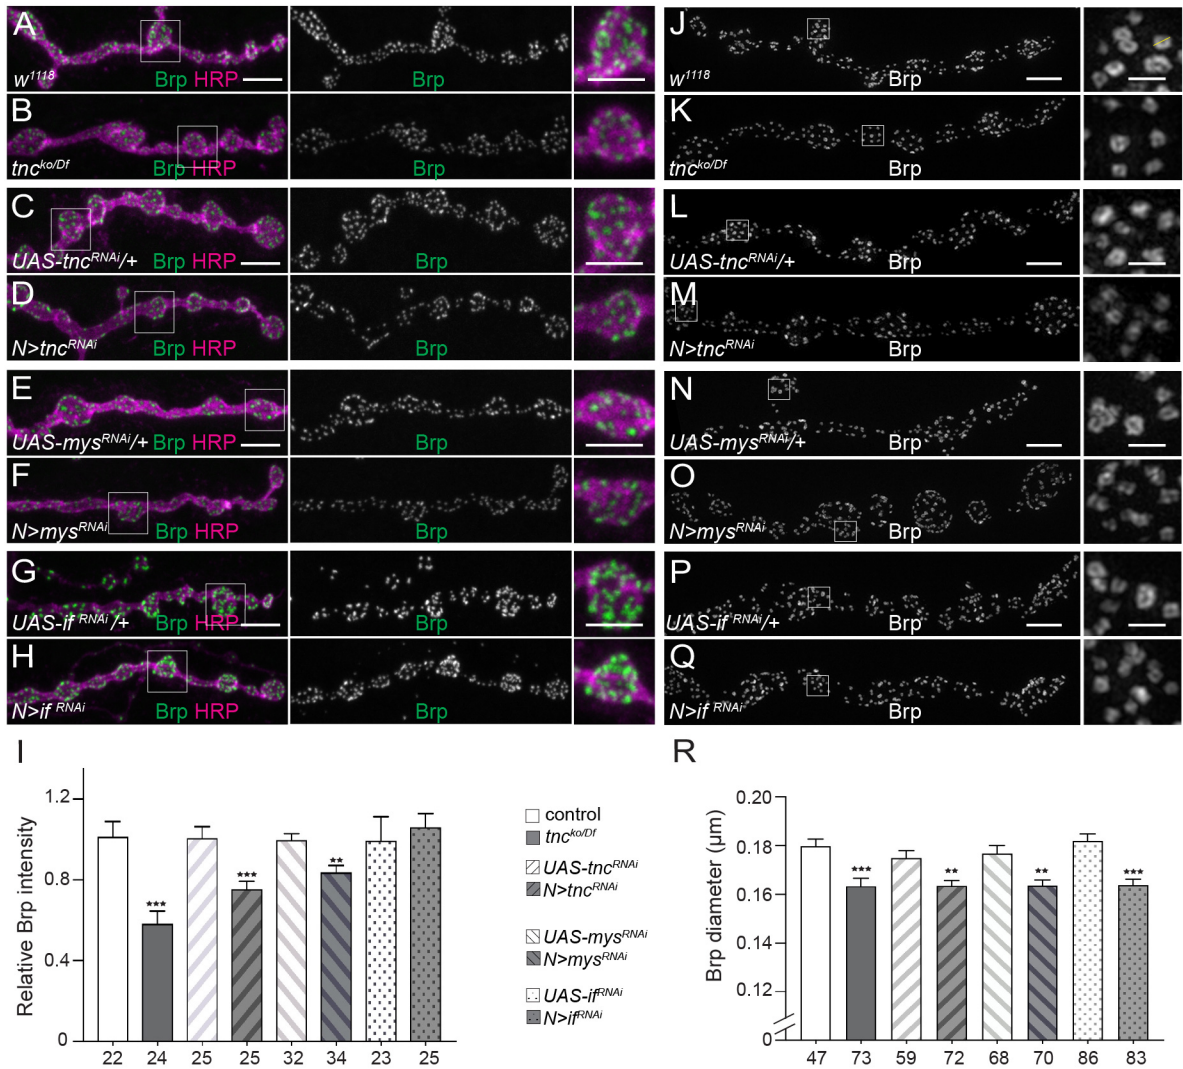 A
w1118
Brp HRP
Brp
B
tncko/Df
Brp HRP
Brp
C
UAS-tncRNAi/+
Brp HRP
Brp
D
N>tncRNAi
Brp HRP
Brp
E
UAS-mysRNAi/+
Brp HRP
Brp
F
N>mysRNAi
Brp HRP
Brp
G
UAS-if RNAi/+
Brp HRP
Brp
H
N>if RNAi
Brp HRP
Brp
J
w1118
Brp
K
tncko/Df
Brp
L
UAS-tncRNAi/+
Brp
M
N>tncRNAi
Brp
N
UAS-mysRNAi/+
Brp
O
N>mysRNAi
Brp
P
UAS-if RNAi/+
Brp
Q
N>if RNAi
Brp
I
Relative Brp intensity
1.2
0.8
0.4
0
*** *** **
22 24 25 25 32 34 23 25
control
tncko/Df
UAS-tncRNAi
N>tncRNAi
UAS-mysRNAi
N>mysRNAi
UAS-ifRNAi
N>ifRNAi
R
Brp diameter (µm)
0.20
0.18
0.16
0.14
0.12
0
*** ** ** ***
47 73 59 72 68 70 86 83